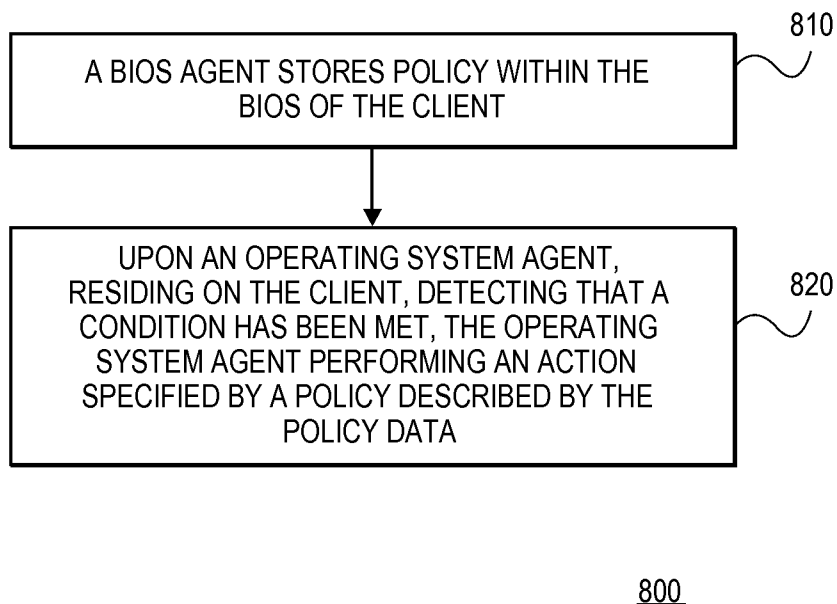 810
A BIOS AGENT STORES POLICY WITHIN THE
BIOS OF THE CLIENT
UPON AN OPERATING SYSTEM AGENT,
RESIDING ON THE CLIENT, DETECTING THAT A
CONDITION HAS BEEN MET, THE OPERATING
SYSTEM AGENT PERFORMING AN ACTION
SPECIFIED BY A POLICY DESCRIBED BY THE
POLICY DATA
820
800